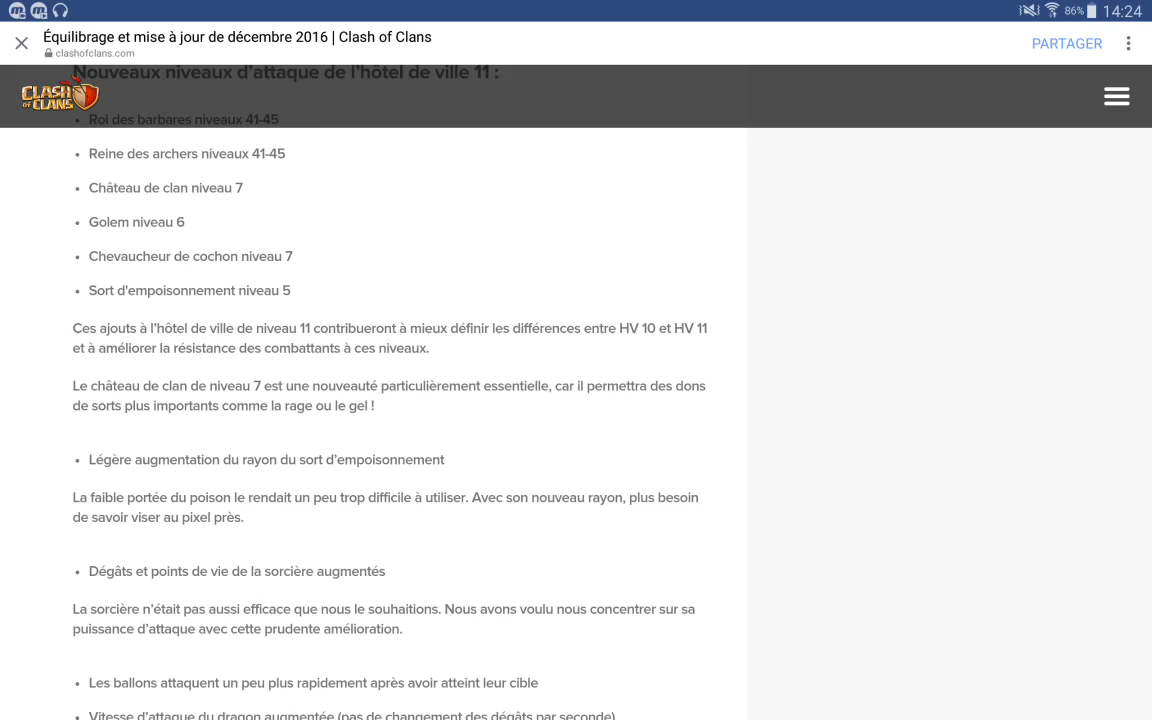 86% 14:24
Équilibrage et mise à jour de décembre 2016 | Clash of Clans
clashofclans.com
PARTAGER
Nouveaux niveaux d'attaque de l'hôtel de ville 11 :
CLASH
OF CLANS
• Roi des barbares niveaux 41-45
• Reine des archers niveaux 41-45
• Château de clan niveau 7
• Golem niveau 6
• Chevaucheur de cochon niveau 7
• Sort d'empoisonnement niveau 5
Ces ajouts à l'hôtel de ville de niveau 11 contribueront à mieux définir les différences entre HV 10 et HV 11
et à améliorer la résistance des combattants à ces niveaux.
Le château de clan de niveau 7 est une nouveauté particulièrement essentielle, car il permettra des dons
de sorts plus importants comme la rage ou le gel !
• Légère augmentation du rayon du sort d'empoisonnement
La faible portée du poison le rendait un peu trop difficile à utiliser. Avec son nouveau rayon, plus besoin
de savoir viser au pixel près.
• Dégâts et points de vie de la sorcière augmentés
La sorcière n'était pas aussi efficace que nous le souhaitions. Nous avons voulu nous concentrer sur sa
puissance d'attaque avec cette prudente amélioration.
• Les ballons attaquent un peu plus rapidement après avoir atteint leur cible
• Vitesse d'attaque du dragon augmentée (pas de changement des dégâts par seconde)